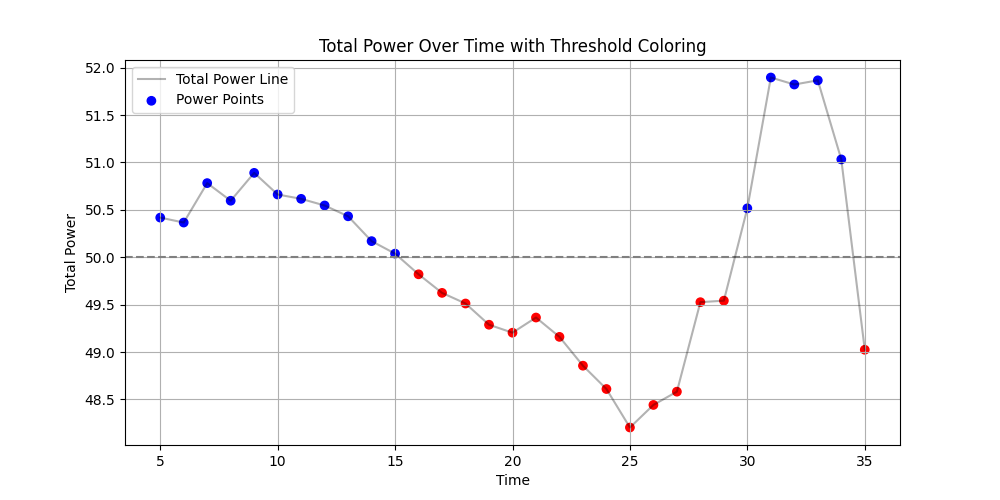 Total Power Over Time with Threshold Coloring
Total Power Line
Power Points
52.0
51.5
51.0
50.5
50.0
49.5
49.0
48.5
Total Power
5 10 15 20 25 30 35
Time